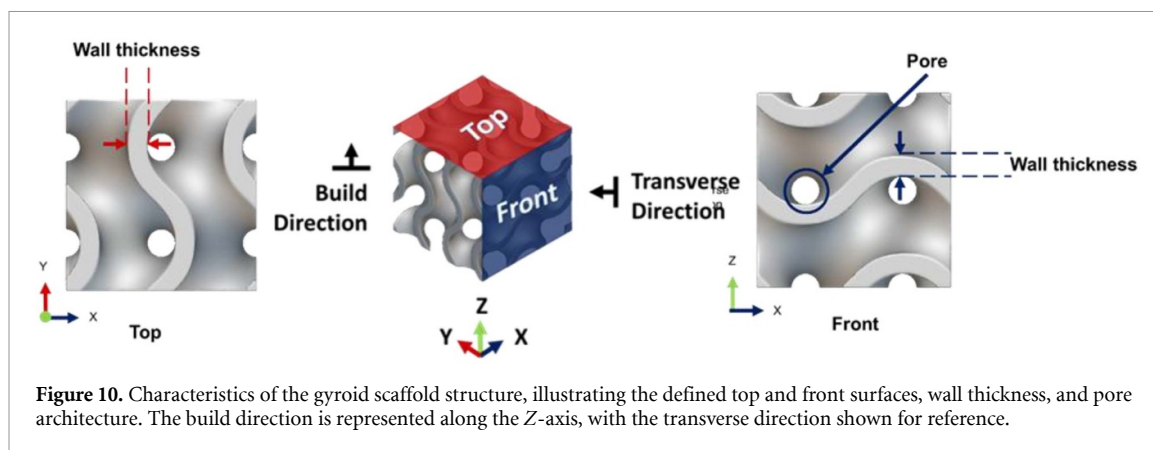 Wall thickness
Pore
Top
Wall thickness
Build
Direction
Front
Transverse
Direction
Y
X
Top
Z
Y
X
Z
X
Front
Figure 10. Characteristics of the gyroid scaffold structure, illustrating the defined top and front surfaces, wall thickness, and pore
architecture. The build direction is represented along the Z-axis, with the transverse direction shown for reference.